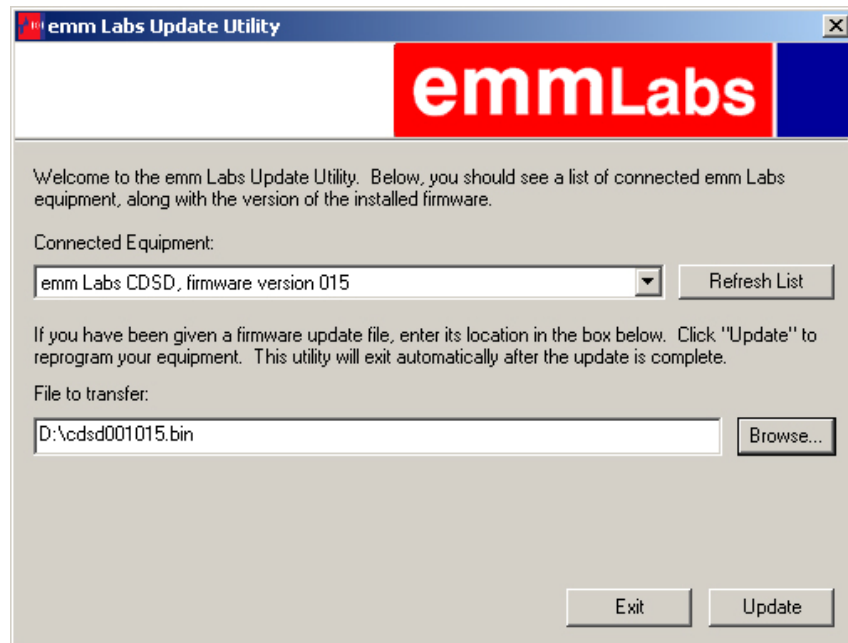 emm Labs Update Utility
emmLabs
Welcome to the emm Labs Update Utility.  Below, you should see a list of connected emm Labs
equipment, along with the version of the installed firmware.
Connected Equipment:
emm Labs CDSD, firmware version 015
Refresh List
If you have been given a firmware update file, enter its location in the box below.  Click "Update" to
reprogram your equipment.  This utility will exit automatically after the update is complete.
File to transfer:
D:\cdsd001015.bin
Browse...
Exit
Update